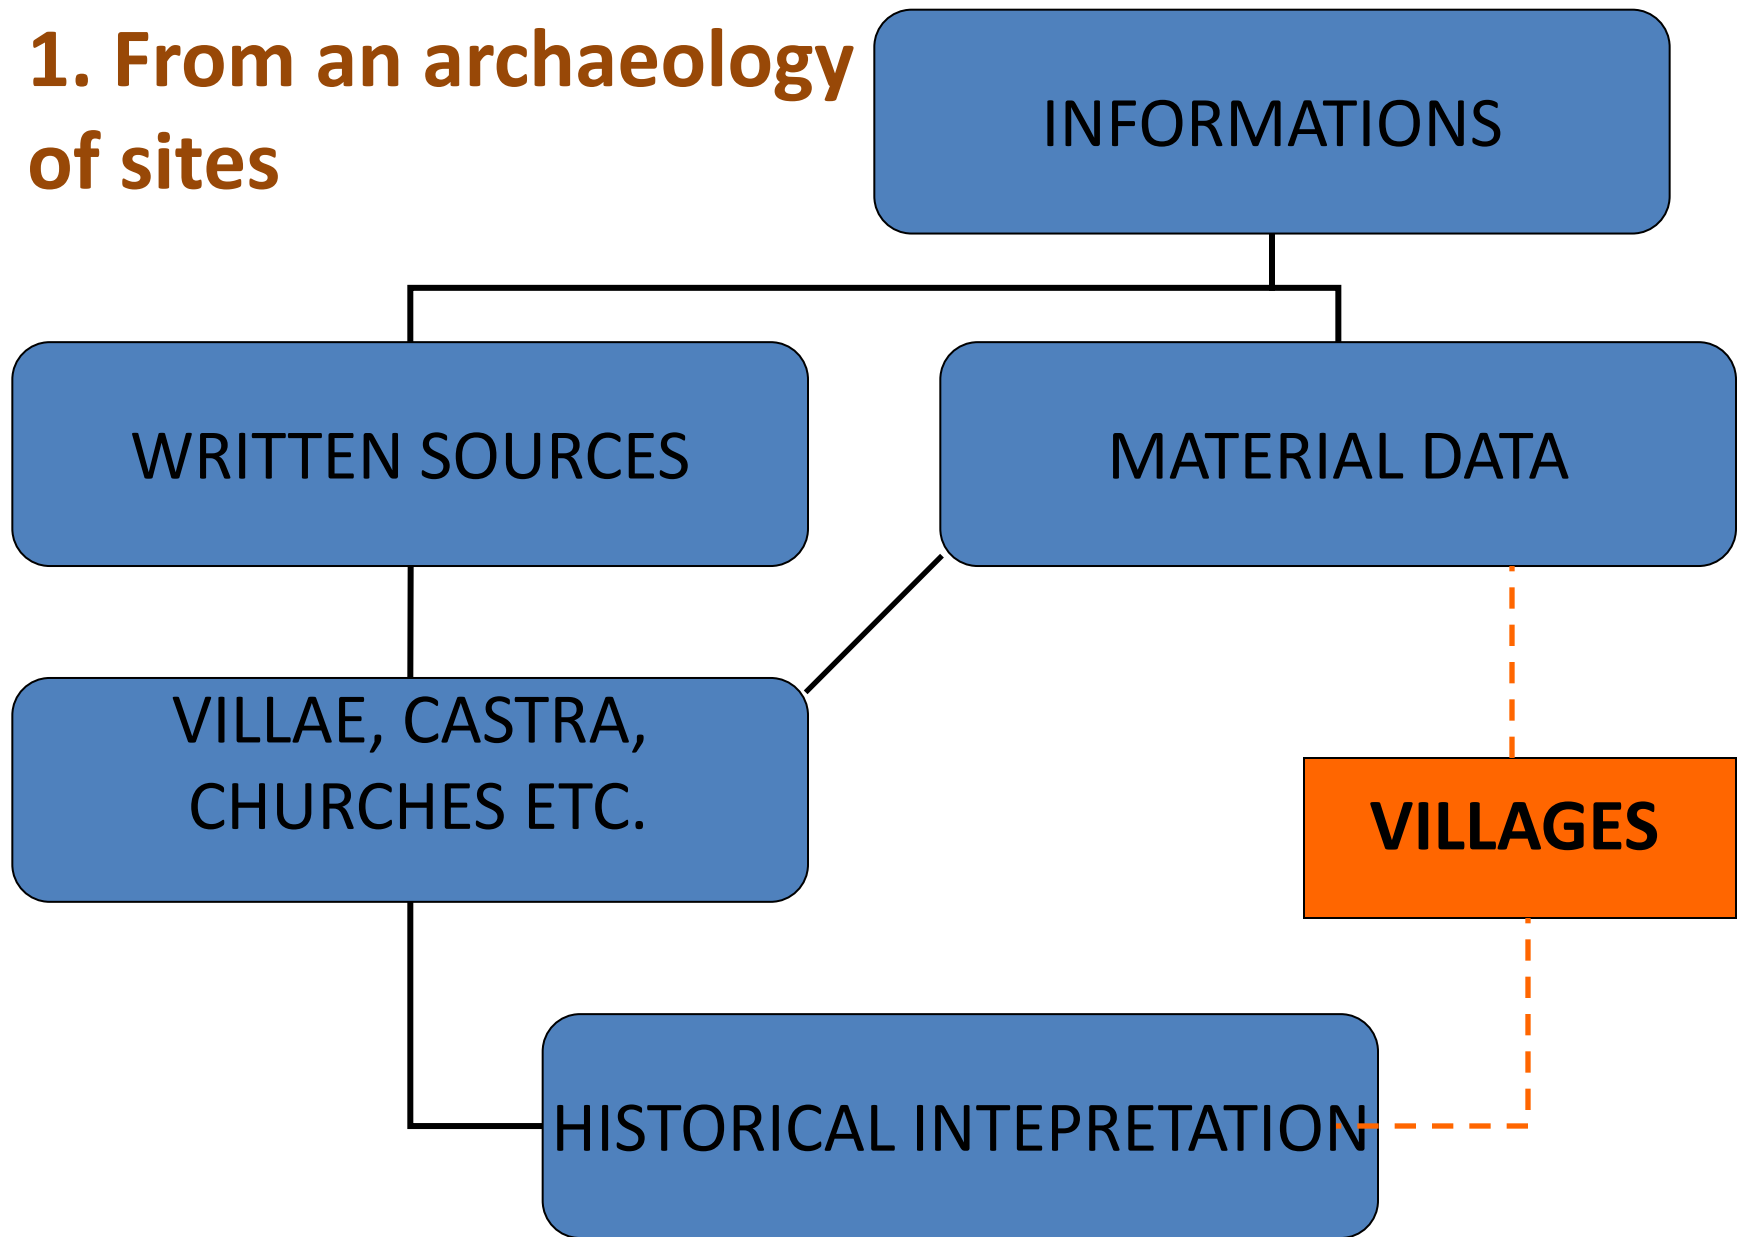 1. From an archaeology
of sites
INFORMATIONS
WRITTEN SOURCES
MATERIAL DATA
VILLAE, CASTRA,
CHURCHES ETC.
VILLAGES
HISTORICAL INTEPRETATION